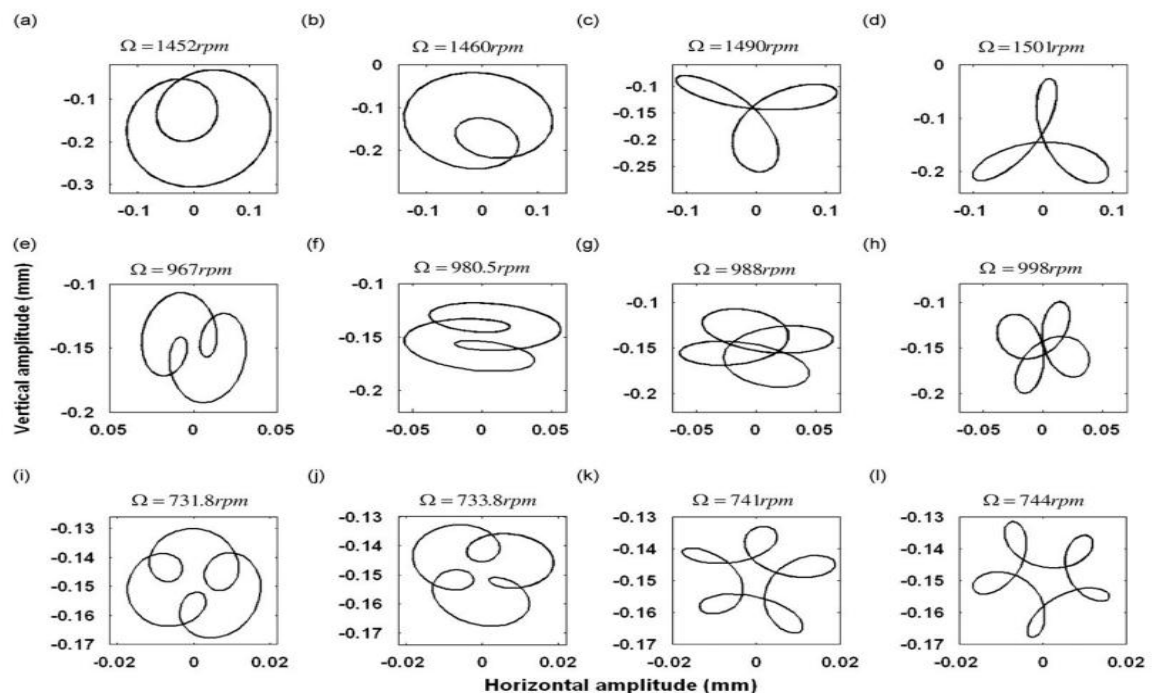 (a) (b) (c) (d)
Ω = 1452rpm Ω = 1460rpm Ω = 1490rpm Ω = 1501rpm
0 0
-0.1 -0.1 -0.1 -0.1
-0.15
-0.2 -0.2 -0.2 -0.2
-0.3 -0.25
-0.1 0 0.1 -0.1 0 0.1 -0.1 0 0.1 -0.1 0 0.1
(e) (f) (g) (h)
Ω = 967rpm Ω = 980.5rpm Ω = 988rpm Ω = 998rpm
-0.1 -0.1 -0.1 -0.1
-0.15 -0.15 -0.15 -0.15
-0.2 -0.2 -0.2 -0.2
0.05 0 0.05 -0.05 0 0.05 -0.05 0 0.05 -0.05 0 0.05
Vertical amplitude (mm)
(i) (j) (k) (l)
Ω = 731.8rpm Ω = 733.8rpm Ω = 741rpm Ω = 744rpm
-0.13 -0.13 -0.13 -0.13
-0.14 -0.14 -0.14 -0.14
-0.15 -0.15 -0.15 -0.15
-0.16 -0.16 -0.16 -0.16
-0.17 -0.17 -0.17 -0.17
-0.02 0 0.02 -0.02 0 0.02 -0.02 0 0.02 -0.02 0 0.02
Horizontal amplitude (mm)